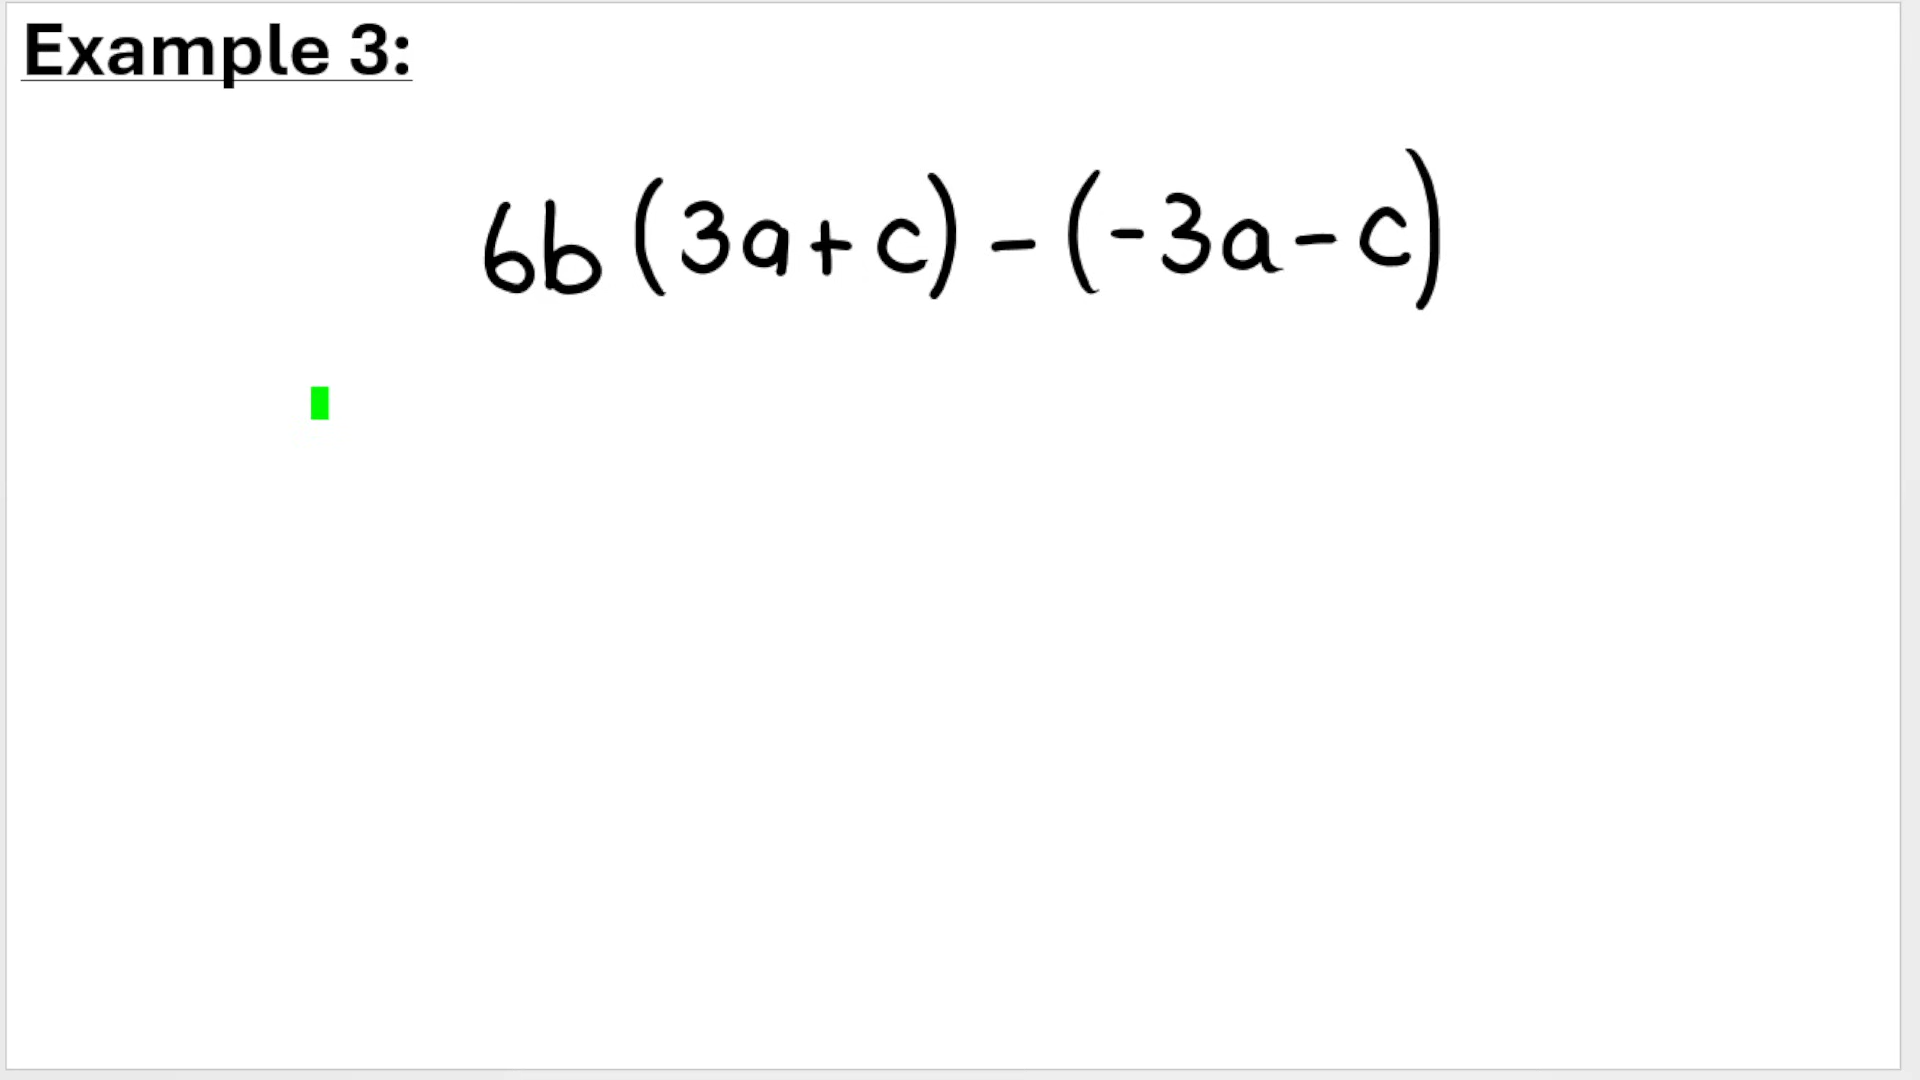 Example 3:
6b (3a + c) - (-3a - c)